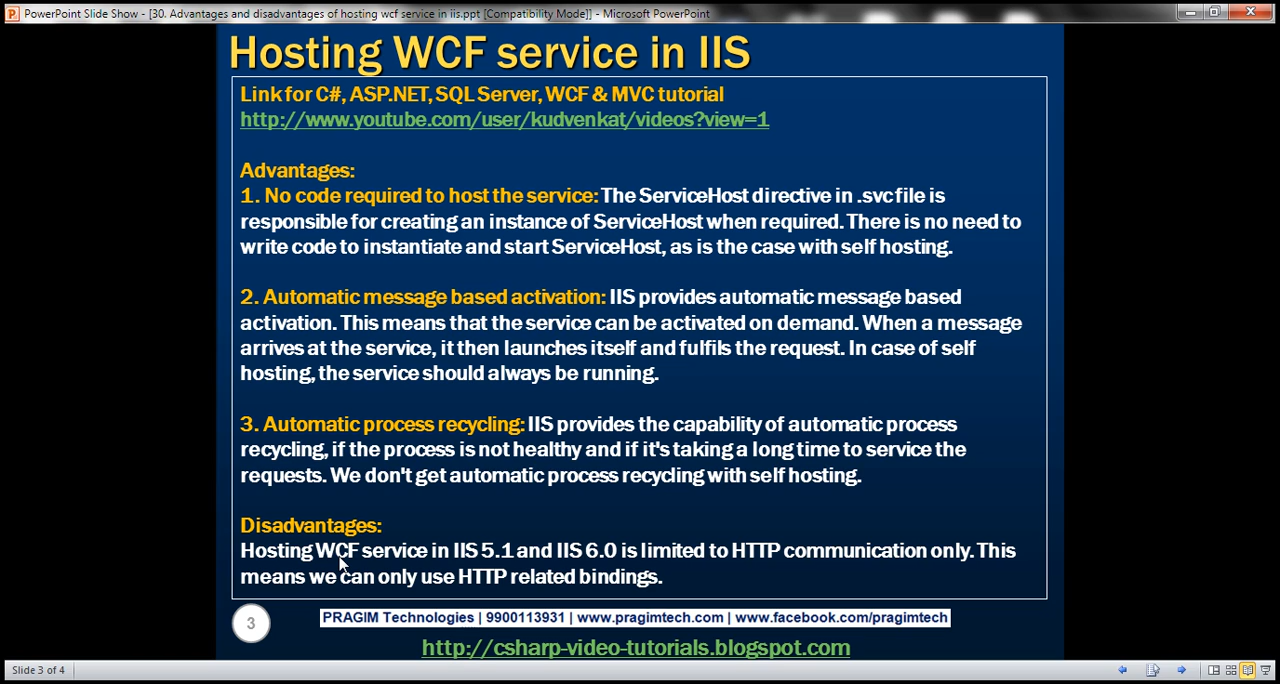 PowerPoint Slide Show - [30. Advantages and disadvantages of hosting wcf service in iis.ppt [Compatibility Mode]] - Microsoft PowerPoint
Hosting WCF service in IIS
Link for C#, ASP.NET, SQL Server, WCF & MVC tutorial
http://www.youtube.com/user/kudvenkat/videos?view=1
Advantages:
1. No code required to host the service: The ServiceHost directive in .svc file is
responsible for creating an instance of ServiceHost when required. There is no need to
write code to instantiate and start ServiceHost, as is the case with self hosting.
2. Automatic message based activation: IIS provides automatic message based
activation. This means that the service can be activated on demand. When a message
arrives at the service, it then launches itself and fulfils the request. In case of self
hosting, the service should always be running.
3. Automatic process recycling: IIS provides the capability of automatic process
recycling, if the process is not healthy and if it's taking a long time to service the
requests. We don't get automatic process recycling with self hosting.
Disadvantages:
Hosting WCF service in IIS 5.1 and IIS 6.0 is limited to HTTP communication only. This
means we can only use HTTP related bindings.
3
PRAGIM Technologies | 9900113931 | www.pragimtech.com | www.facebook.com/pragimtech
http://csharp-video-tutorials.blogspot.com
Slide 3 of 4